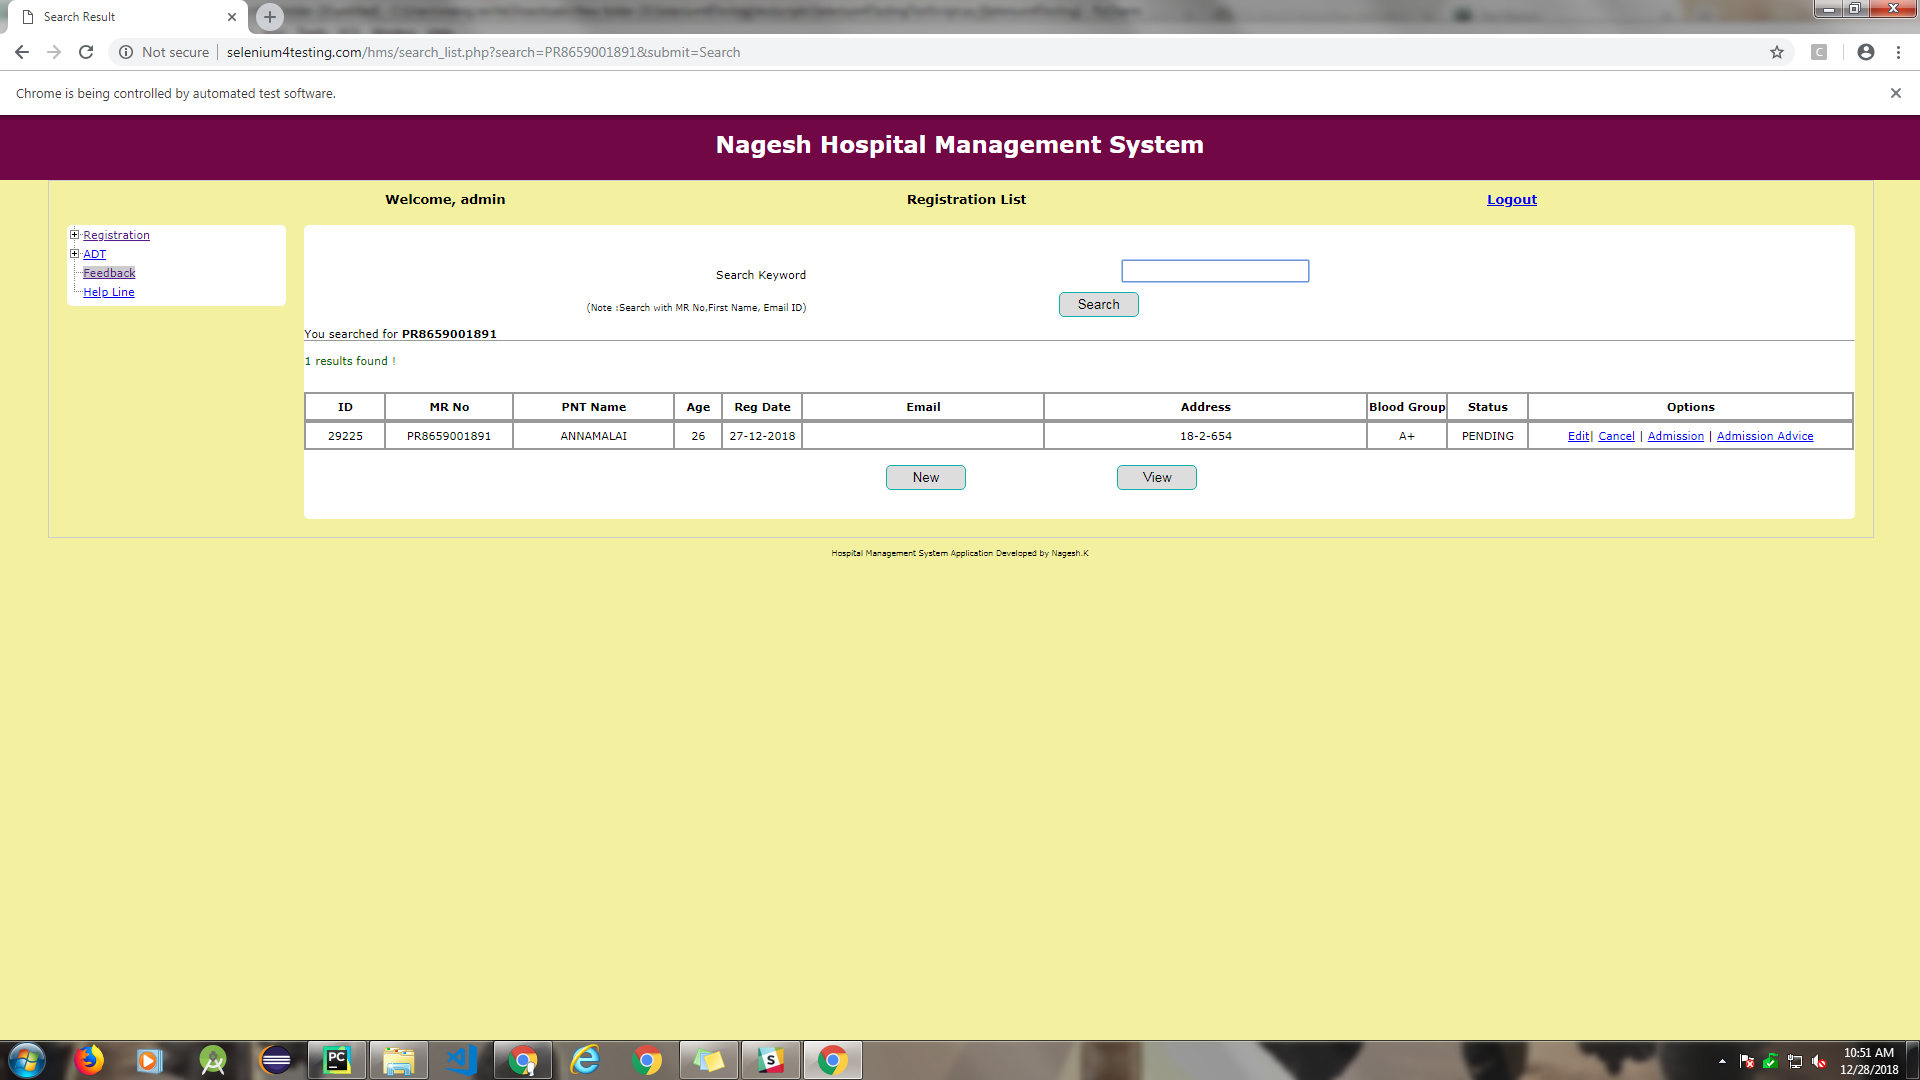 Search Result
Not secure | selenium4testing.com/hms/search_list.php?search=PR8659001891&submit=Search
C
Chrome is being controlled by automated test software.
Nagesh Hospital Management System
Welcome, admin Registration List Logout
Registration
ADT
Feedback
Help Line
Search Keyword
(Note :Search with MR No,First Name, Email ID) Search
You searched for PR8659001891
1 results found !
ID MR No PNT Name Age Reg Date Email Address Blood Group Status Options
29225 PR8659001891 ANNAMALAI 26 27-12-2018 18-2-654 A+ PENDING Edit| Cancel | Admission | Admission Advice
New View
Hospital Management System Application Developed by Nagesh.K
PC
S
10:51 AM
12/28/2018